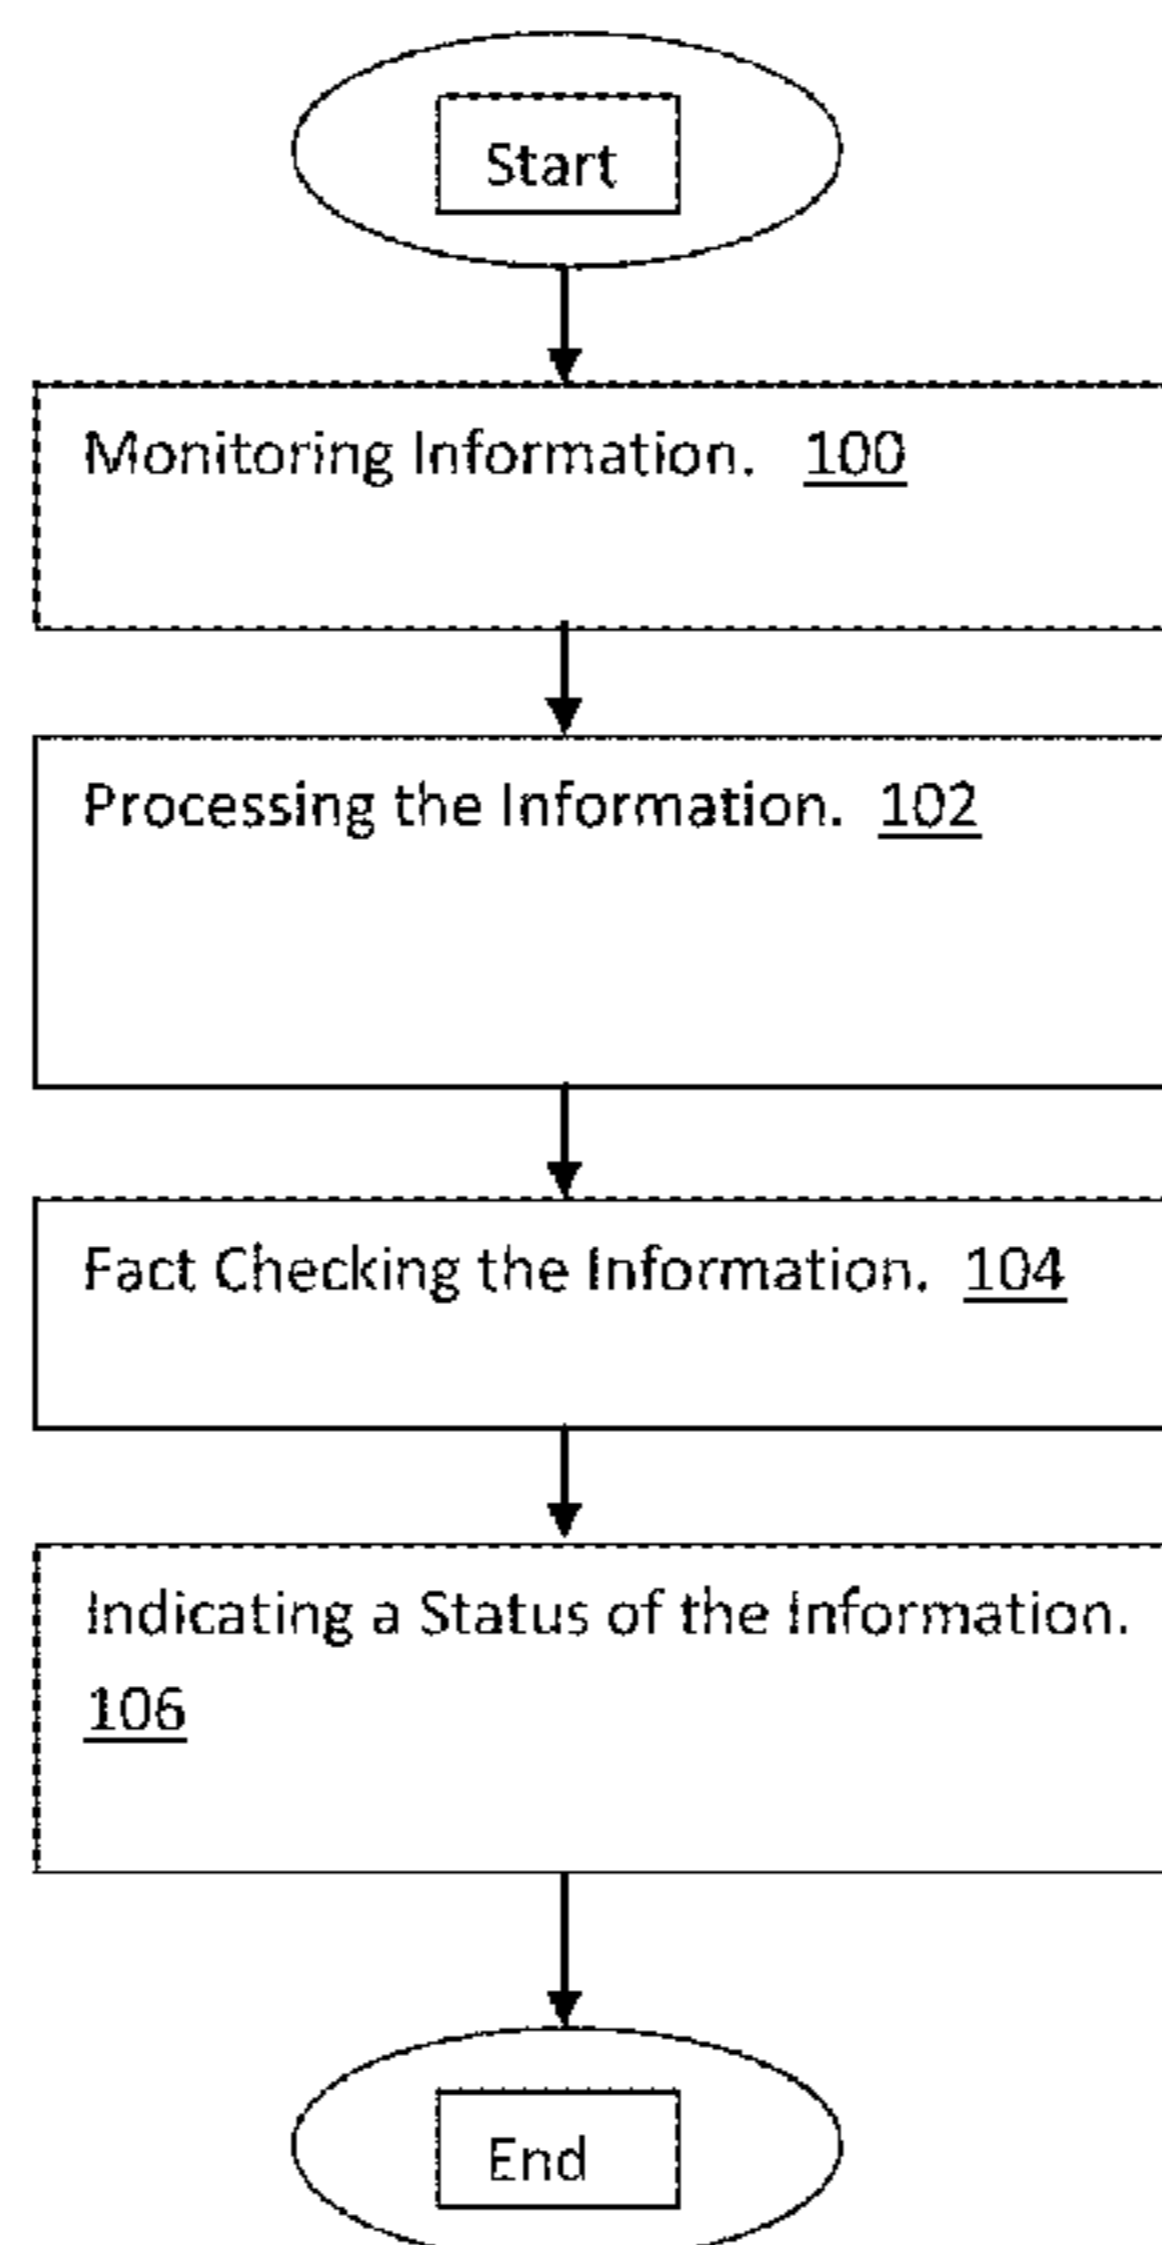 Start
Monitoring Information. 100
Processing the Information. 102
Fact Checking the Information. 104
Indicating a Status of the Information.
106
End